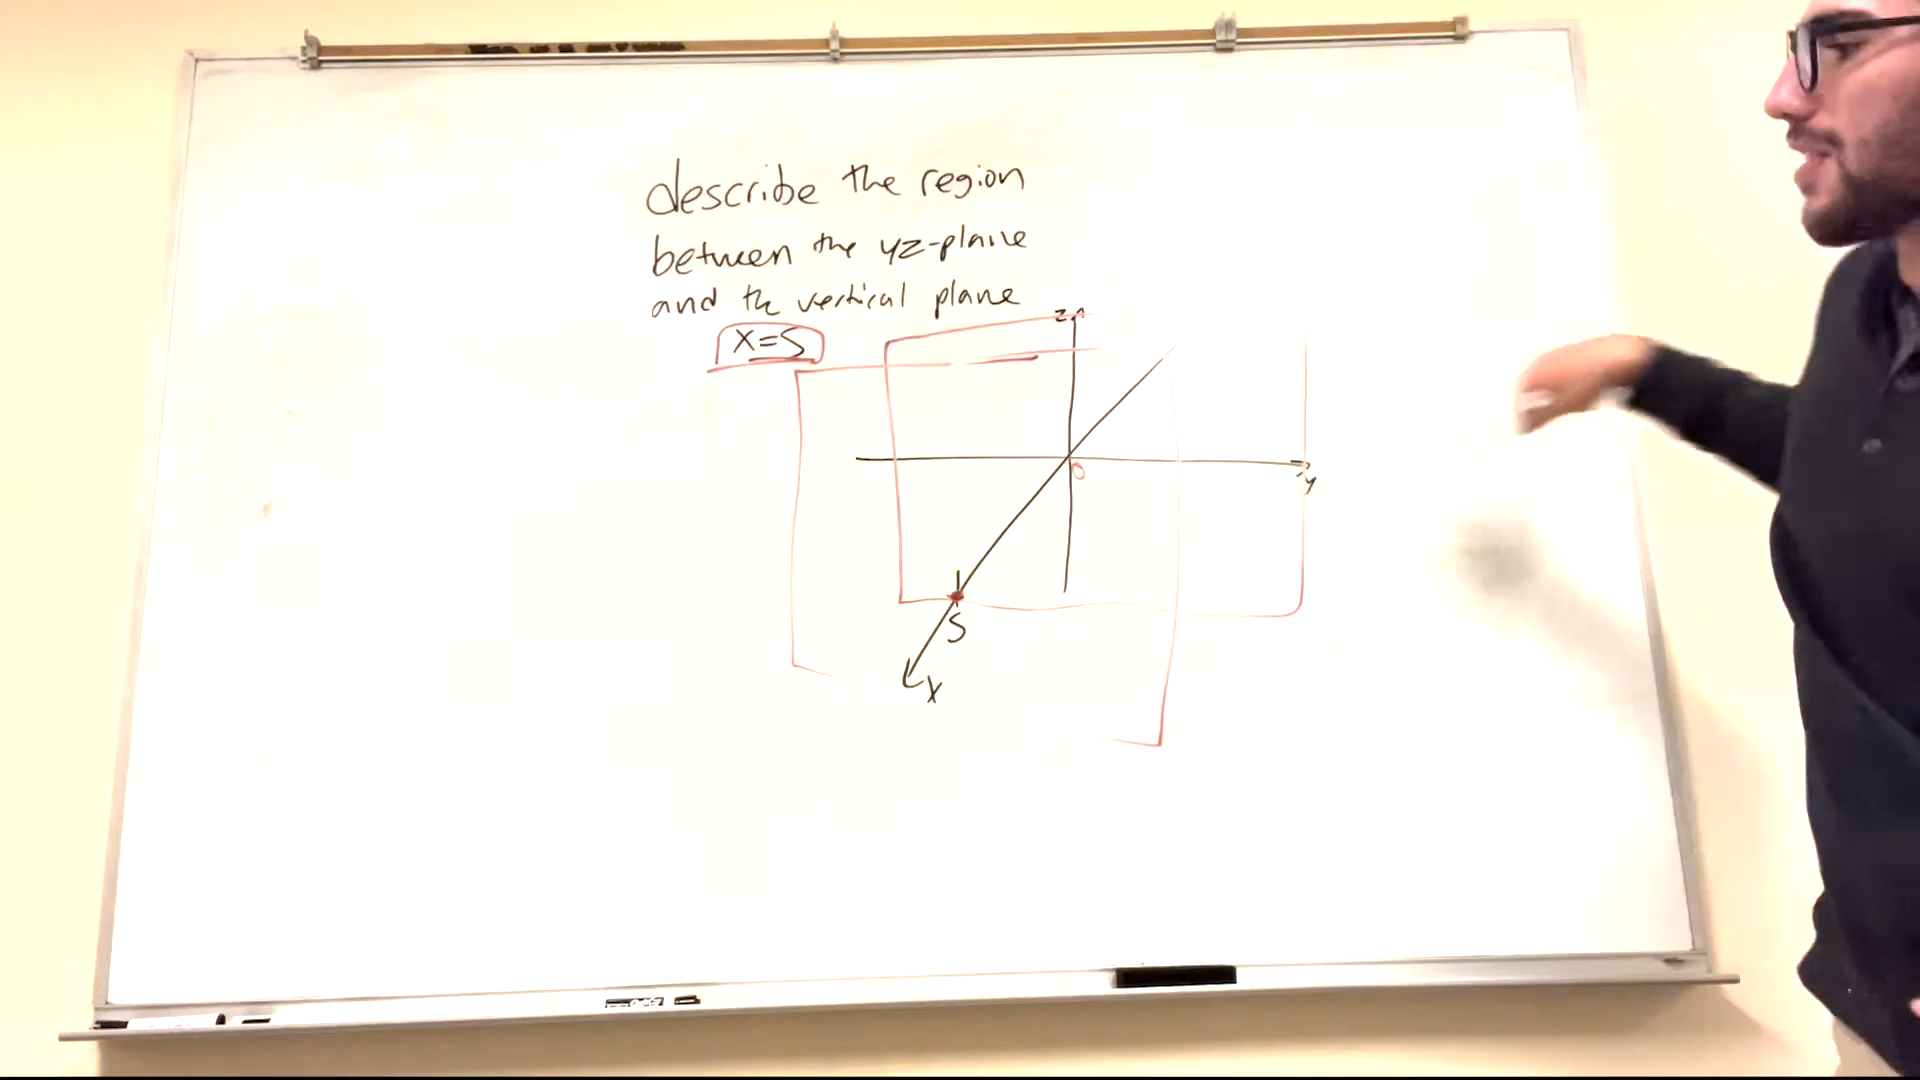 describe the region
between the yz-plane
and the vertical plane
x=5
z
0
y
5
x